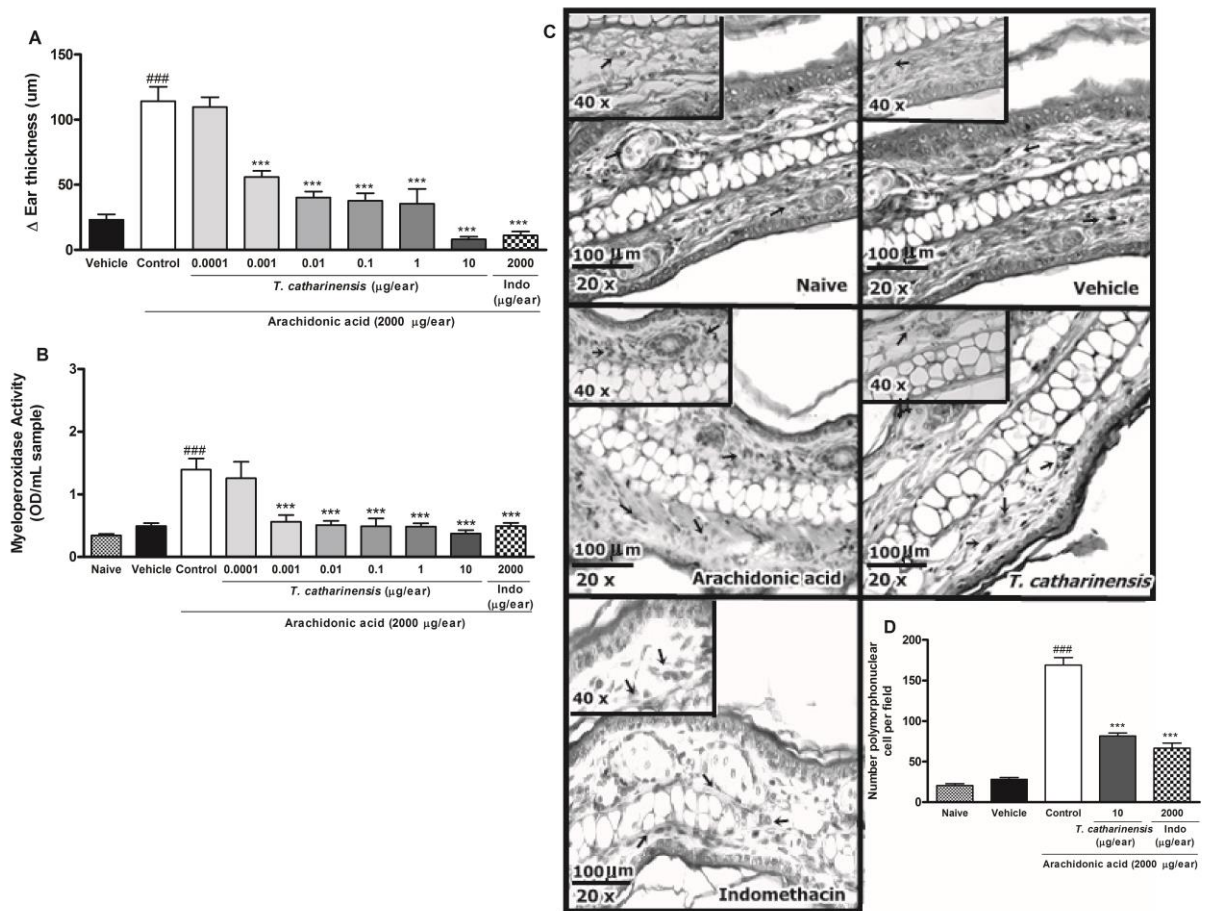 A
Δ Ear thickness (um)
150
100
50
0
###
***
***
***
***
***
***
Vehicle Control 0.0001 0.001 0.01 0.1 1 10 2000
T. catharinensis (μg/ear)
Indo
(μg/ear)
Arachidonic acid (2000 μg/ear)
B
Myeloperoxidase Activity
(OD/mL sample)
3
2
1
0
###
***
***
***
***
***
***
Naive Vehicle Control 0.0001 0.001 0.01 0.1 1 10 2000
T. catharinensis (μg/ear)
Indo
(μg/ear)
Arachidonic acid (2000 μg/ear)
C
40 x
100 μm
20 x
Naive
40 x
100 μm
20 x
Vehicle
40 x
100 μm
20 x
Arachidonic acid
40 x
100 μm
20 x
T. catharinensis
40 x
100 μm
20 x
Indomethacin
D
Number polymorphonuclear
cell per field
200
150
100
50
0
###
***
***
Naive Vehicle Control 10 2000
T. catharinensis Indo
(μg/ear) (μg/ear)
Arachidonic acid (2000 μg/ear)